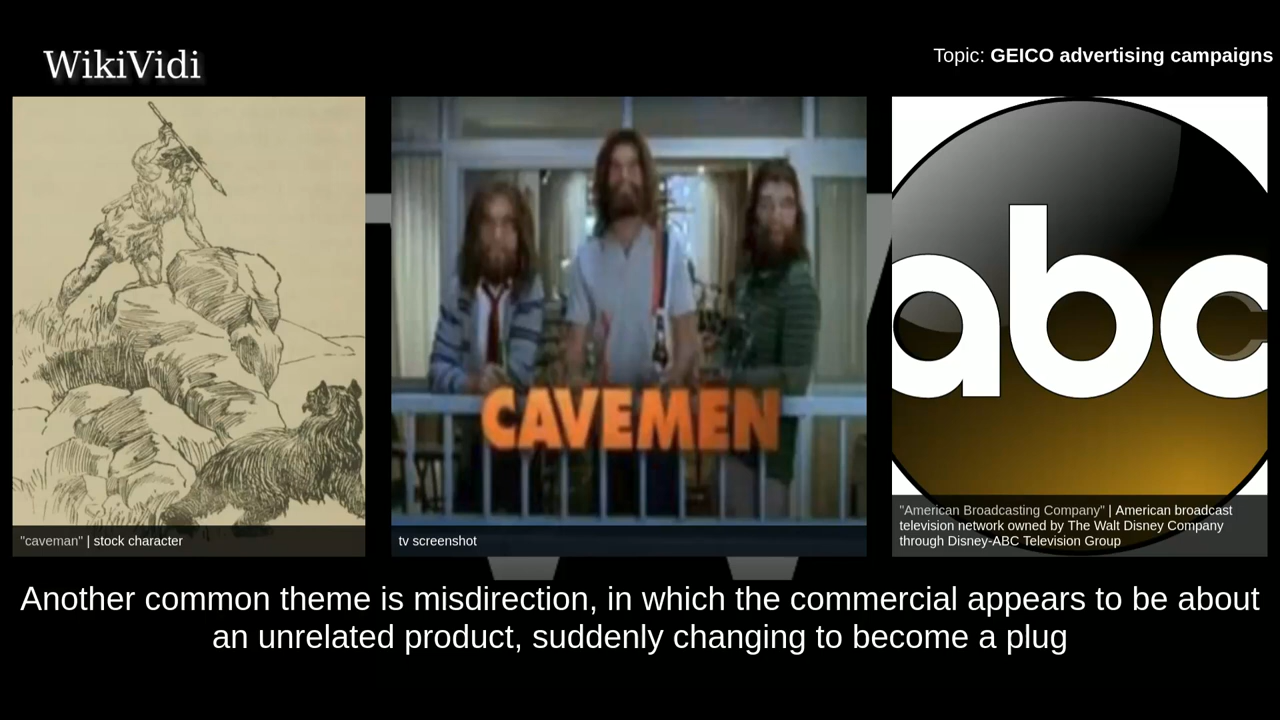 WikiVidi
Topic: GEICO advertising campaigns
CAVEMEN
abc
"caveman" | stock character
tv screenshot
"American Broadcasting Company" | American broadcast
television network owned by The Walt Disney Company
through Disney-ABC Television Group
Another common theme is misdirection, in which the commercial appears to be about
an unrelated product, suddenly changing to become a plug